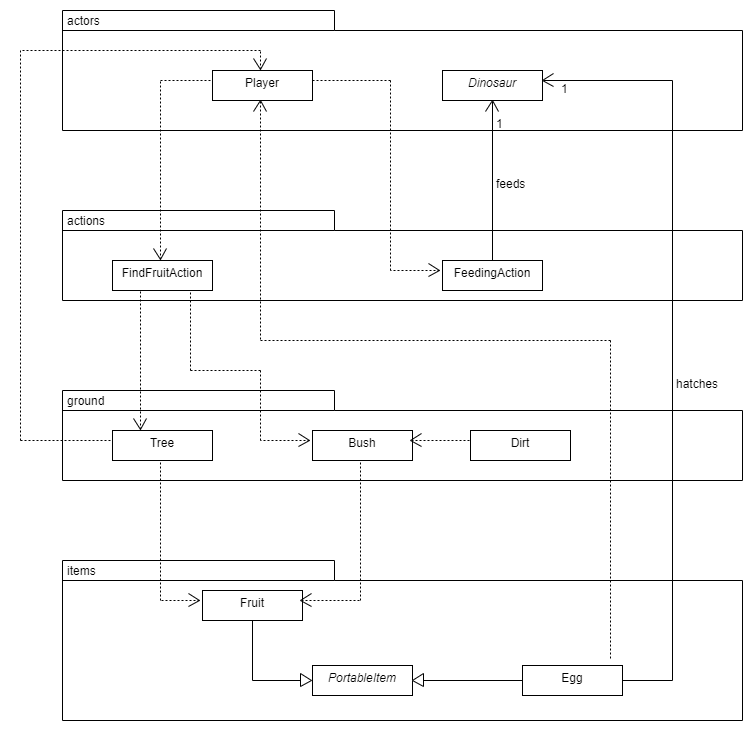 actors
Player
Dinosaur
1
1
feeds
actions
FindFruitAction
FeedingAction
hatches
ground
Tree
Bush
Dirt
items
Fruit
PortableItem
Egg